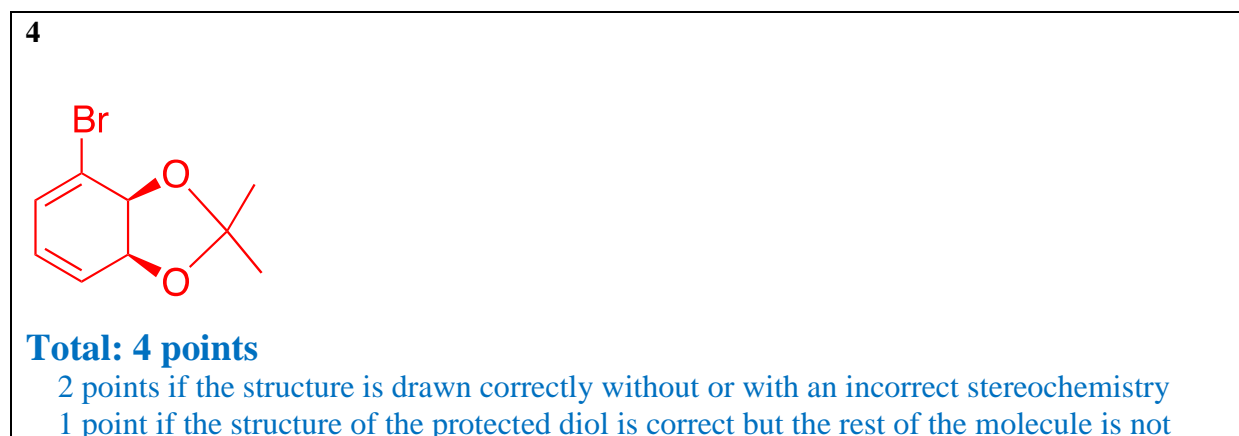 4
Br
O
O
Total: 4 points
2 points if the structure is drawn correctly without or with an incorrect stereochemistry
1 point if the structure of the protected diol is correct but the rest of the molecule is not